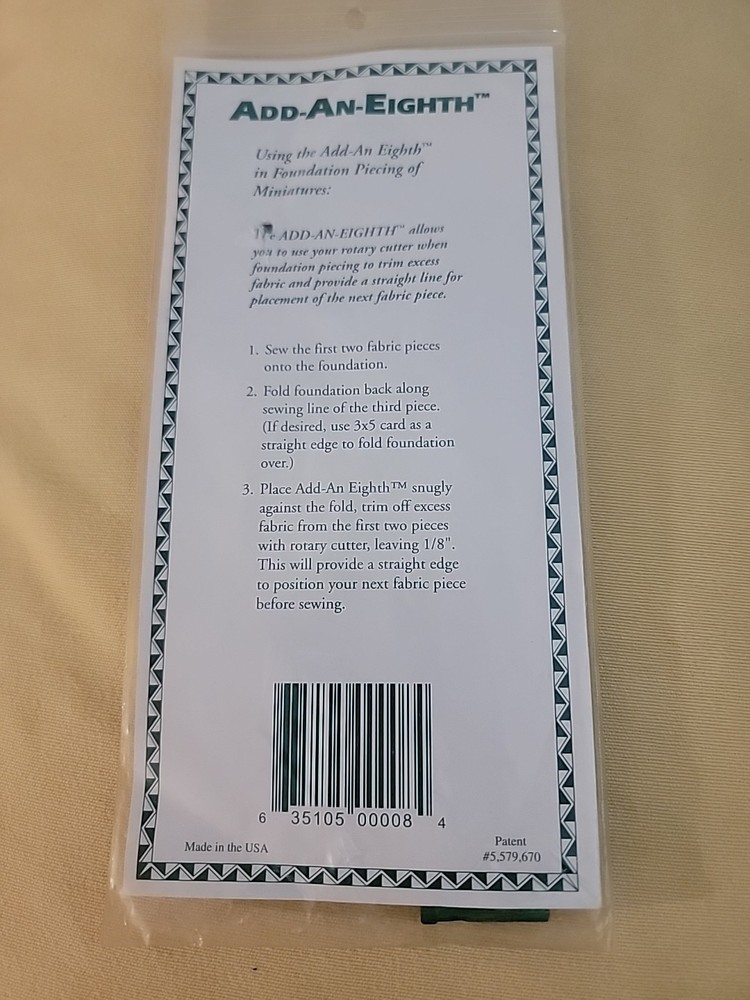 ADD-AN-EIGHTH™
Using the Add-An Eighth™
in Foundation Piecing of
Miniatures:
The ADD-AN-EIGHTH™ allows
you to use your rotary cutter when
foundation piecing to trim excess
fabric and provide a straight line for
placement of the next fabric piece.
1. Sew the first two fabric pieces
onto the foundation.
2. Fold foundation back along
sewing line of the third piece.
(If desired, use 3x5 card as a
straight edge to fold foundation
over.)
3. Place Add-An Eighth™ snugly
against the fold, trim off excess
fabric from the first two pieces
with rotary cutter, leaving 1/8".
This will provide a straight edge
to position your next fabric piece
before sewing.
6 35105 00008 4
Made in the USA
Patent
#5,579,670